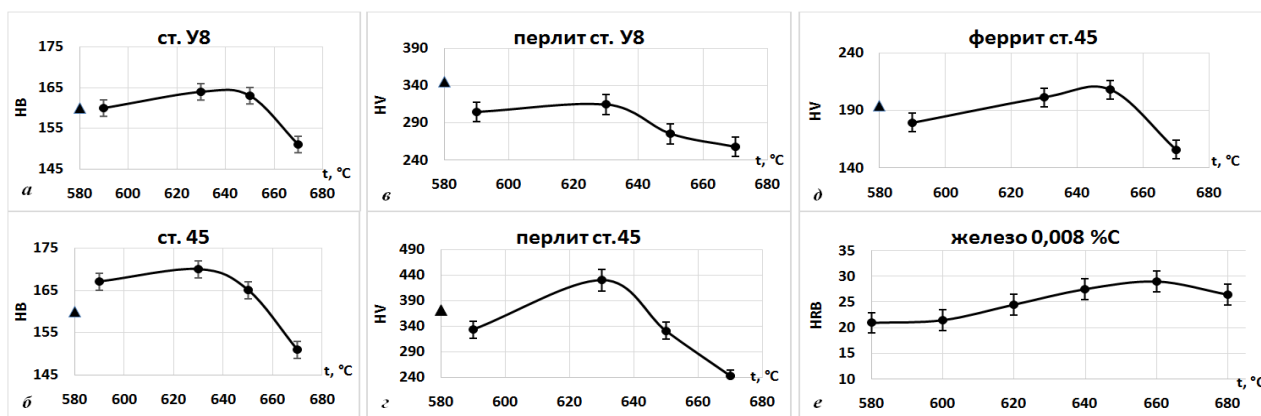 ст. У8
175
165
155
145
HB
t, °C
а
580 600 620 640 660 680
перлит ст. У8
390
340
290
240
HV
t, °C
в
580 600 620 640 660 680
феррит ст.45
240
190
140
HV
t, °C
д
580 600 620 640 660 680
ст. 45
175
165
155
145
HB
t, °C
б
580 600 620 640 660 680
перлит ст.45
490
440
390
340
290
240
HV
t, °C
г
580 600 620 640 660 680
железо 0,008 %С
35
30
25
20
15
10
HRB
t, °C
е
580 600 620 640 660 680